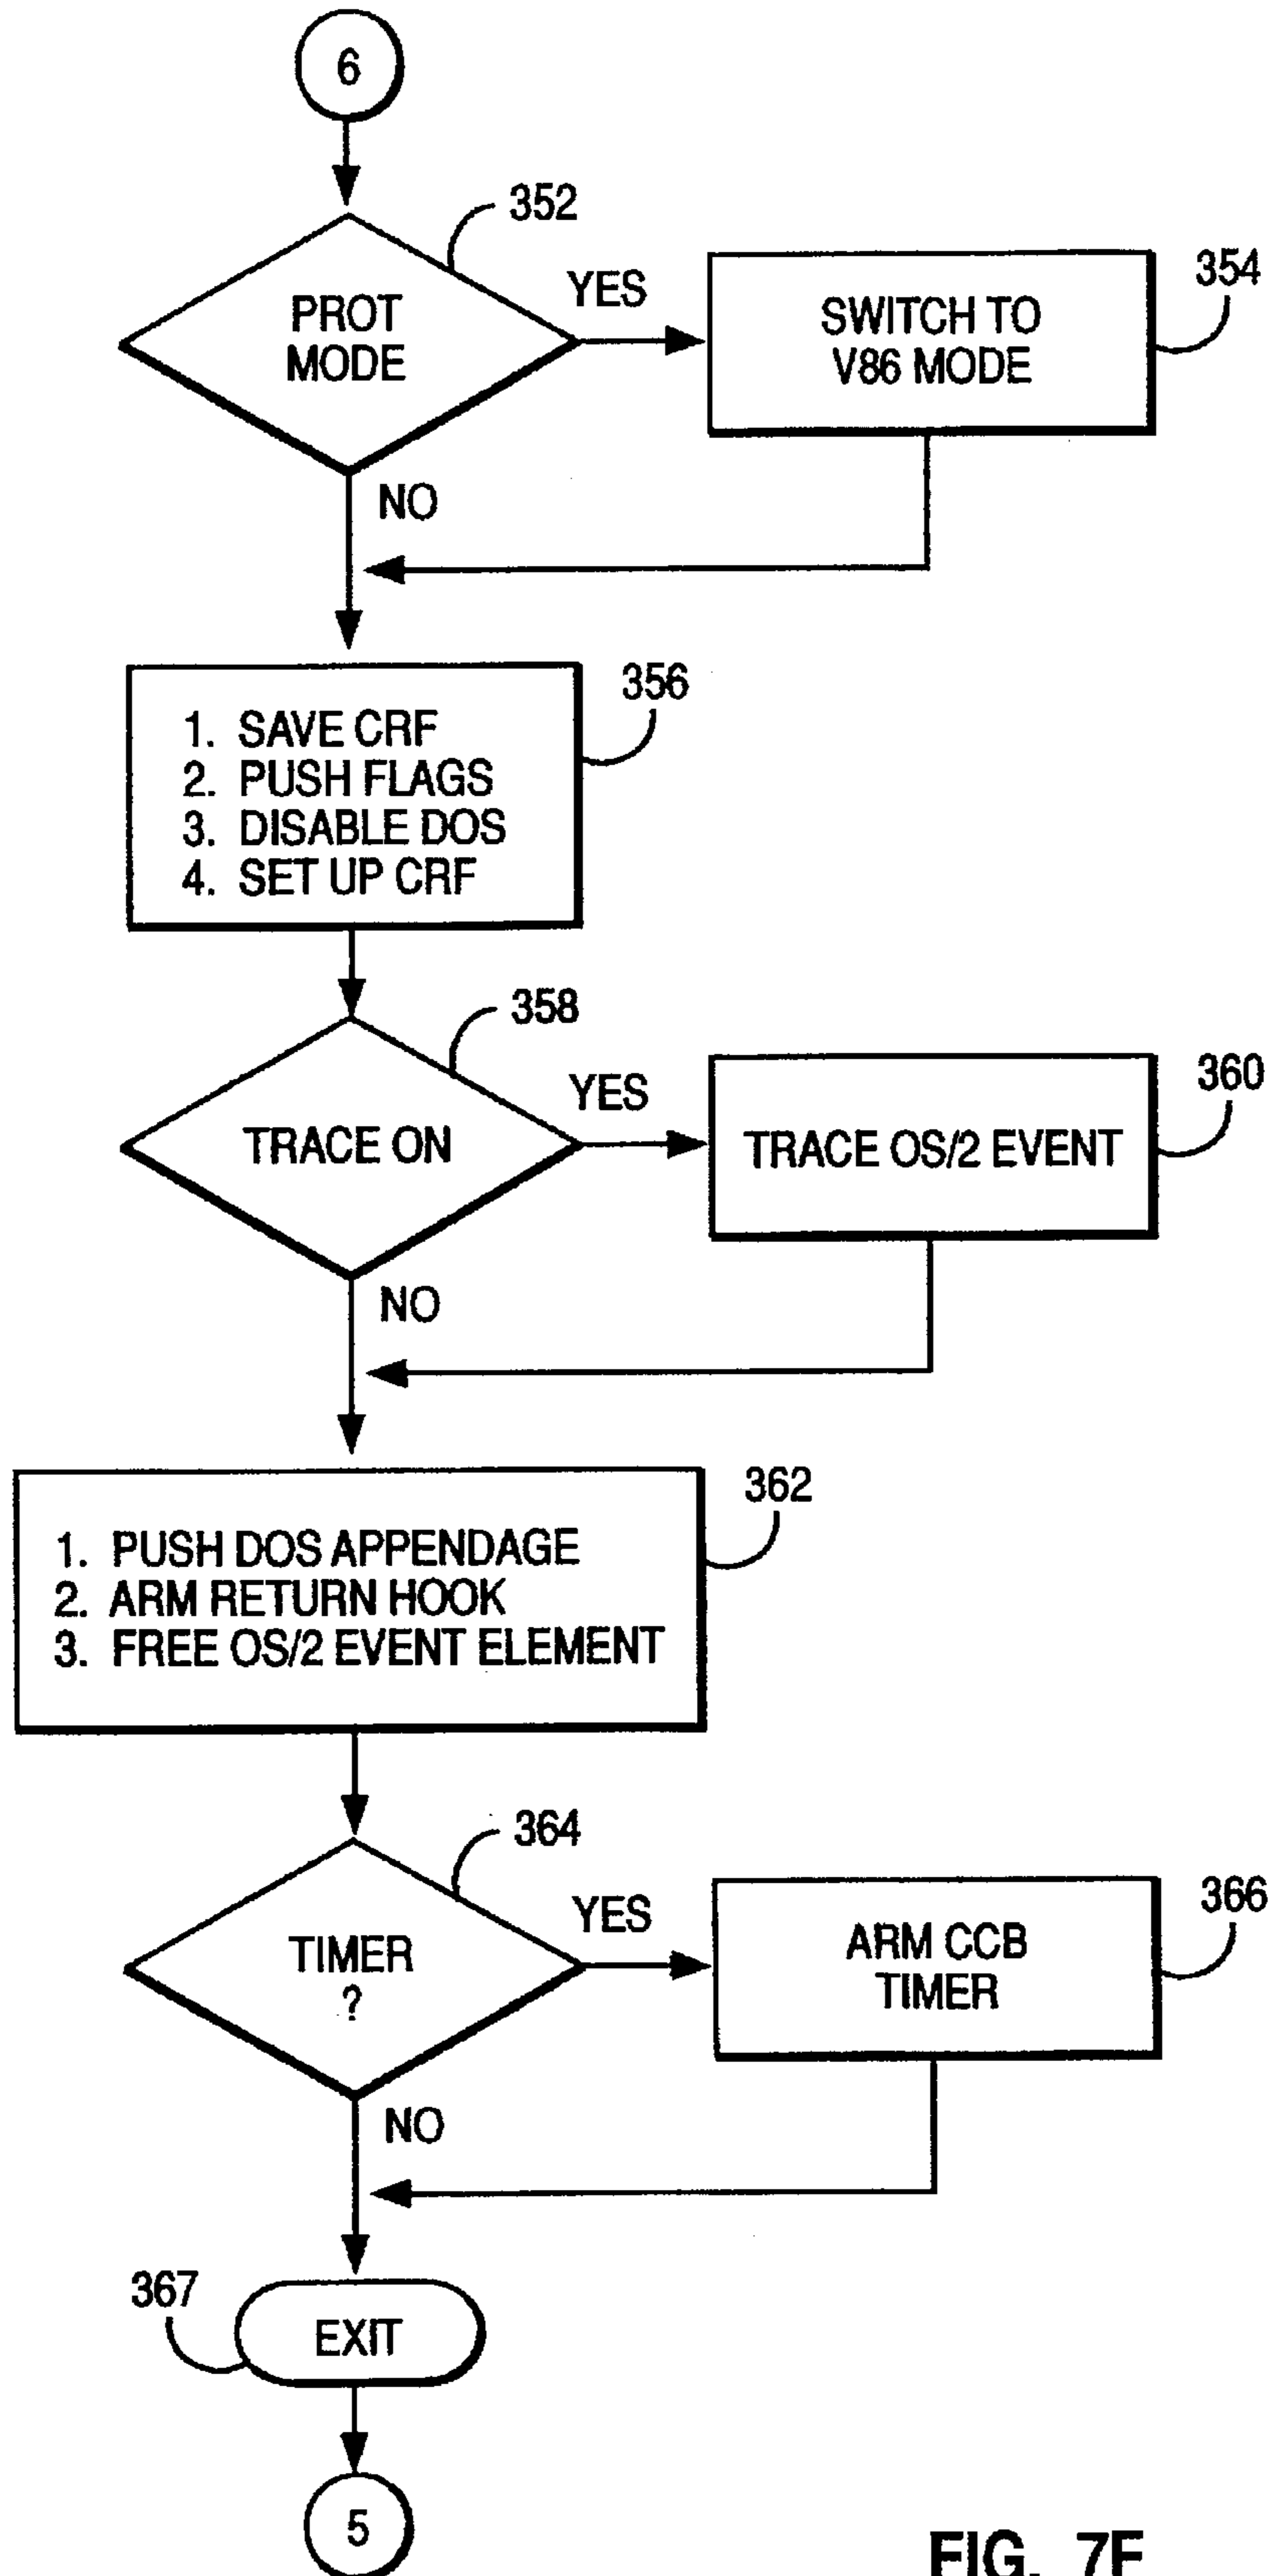 6
352
PROT
MODE
YES
354
SWITCH TO
V86 MODE
NO
356
1. SAVE CRF
2. PUSH FLAGS
3. DISABLE DOS
4. SET UP CRF
358
TRACE ON
YES
360
TRACE OS/2 EVENT
NO
362
1. PUSH DOS APPENDAGE
2. ARM RETURN HOOK
3. FREE OS/2 EVENT ELEMENT
364
TIMER
?
YES
366
ARM CCB
TIMER
NO
367
EXIT
5
FIG. 7F